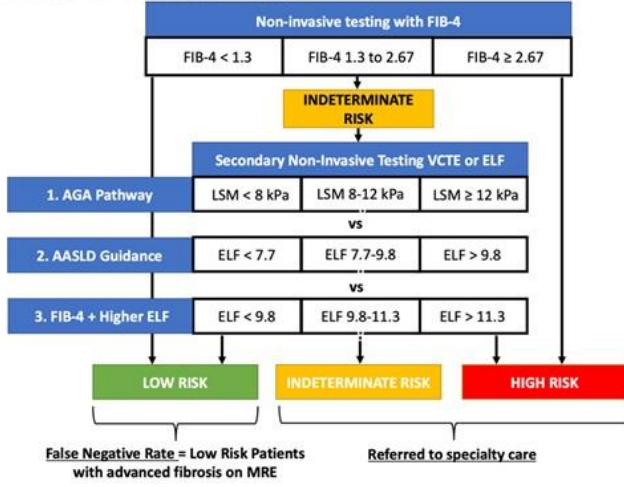 Non-invasive testing with FIB-4
FIB-4 < 1.3
FIB-4 1.3 to 2.67
FIB-4 ≥ 2.67
INDETERMINATE
RISK
Secondary Non-Invasive Testing VCTE or ELF
1. AGA Pathway
LSM < 8 kPa
LSM 8-12 kPa
LSM ≥ 12 kPa
vs
2. AASLD Guidance
ELF < 7.7
ELF 7.7-9.8
ELF > 9.8
vs
3. FIB-4 + Higher ELF
ELF < 9.8
ELF 9.8-11.3
ELF > 11.3
LOW RISK
INDETERMINATE RISK
HIGH RISK
False Negative Rate = Low Risk Patients
with advanced fibrosis on MRE
Referred to specialty care